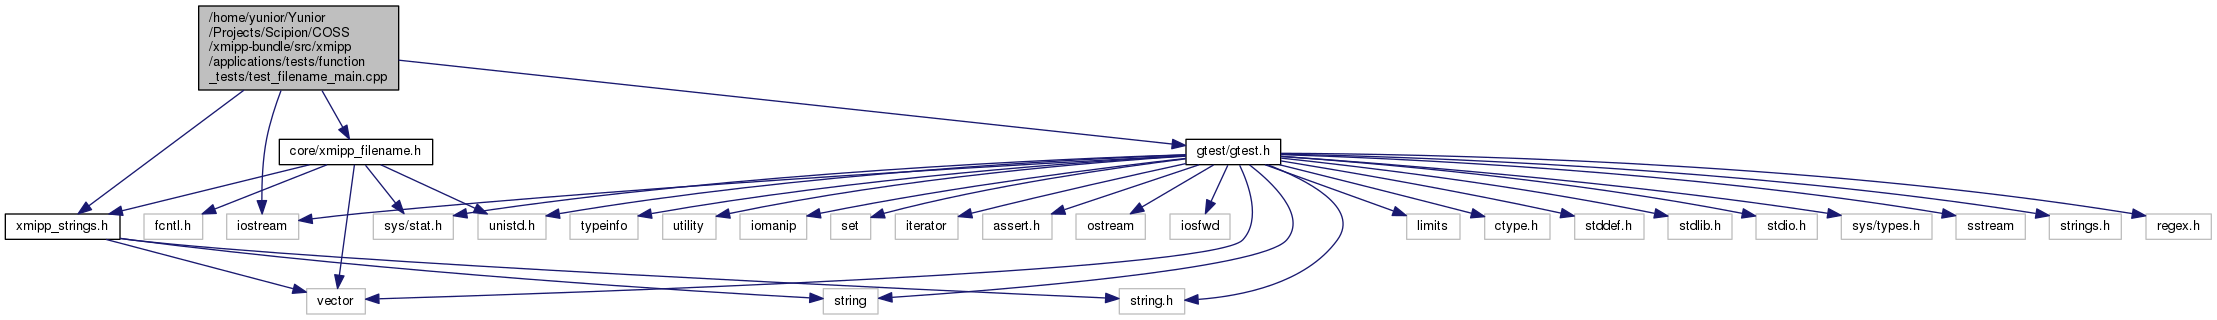 /home/yunior/Yunior
/Projects/Scipion/COSS
/xmipp-bundle/src/xmipp
/applications/tests/function
_tests/test_filename_main.cpp
core/xmipp_filename.h
gtest/gtest.h
xmipp_strings.h
fcntl.h
iostream
sys/stat.h
unistd.h
typeinfo
utility
iomanip
set
iterator
assert.h
ostream
iosfwd
limits
ctype.h
stddef.h
stdlib.h
stdio.h
sys/types.h
sstream
strings.h
regex.h
vector
string
string.h